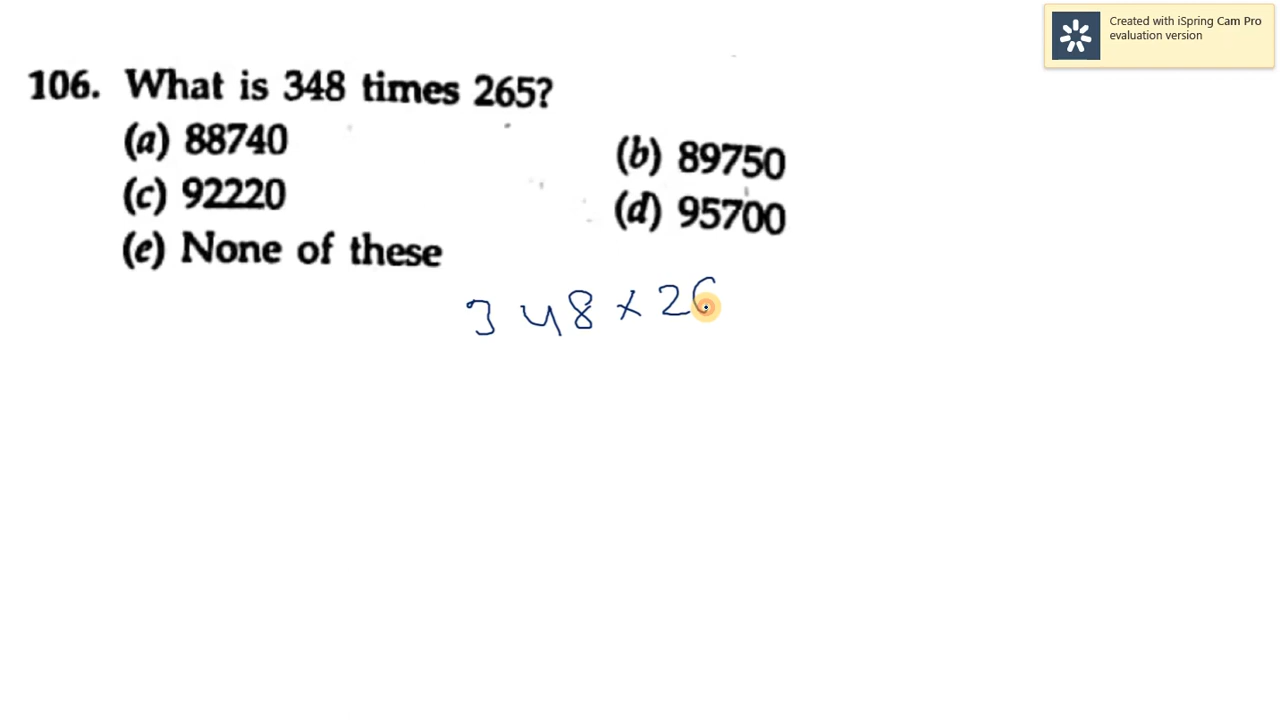 Created with iSpring Cam Pro
evaluation version
106. What is 348 times 265?
(a) 88740
(b) 89750
(c) 92220
(d) 95700
(e) None of these
348 × 26